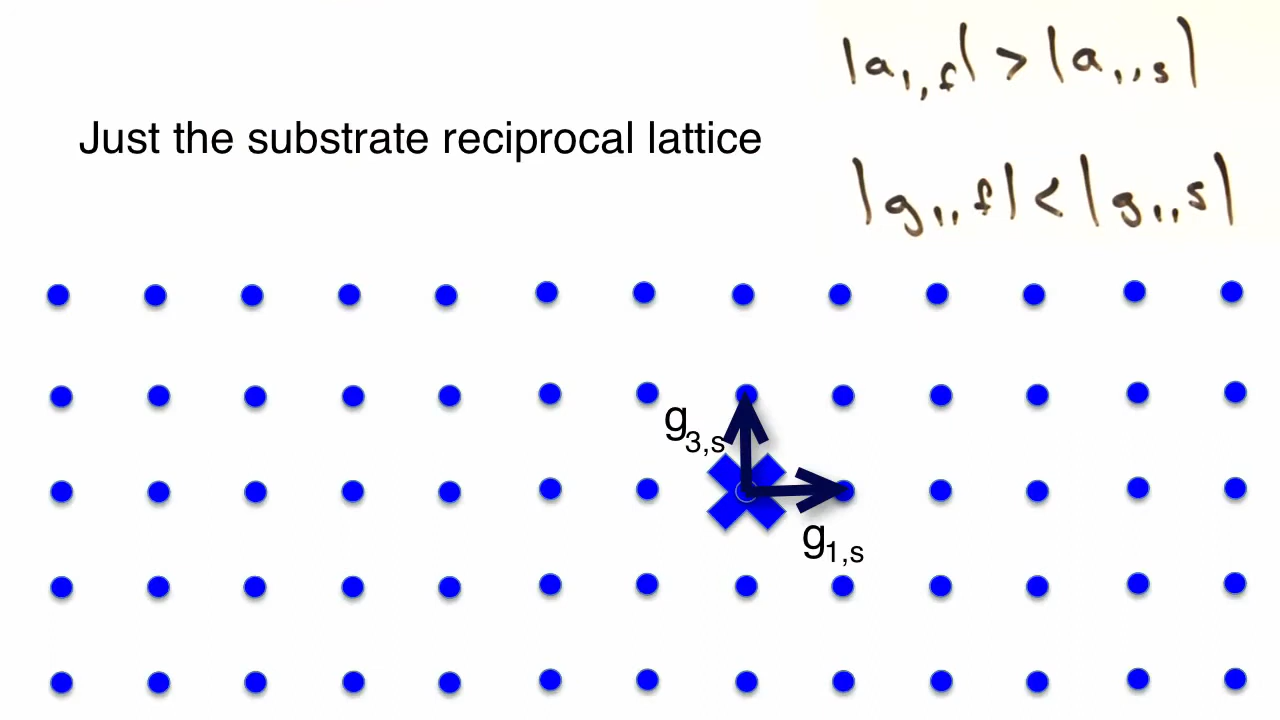 |a₁,f| > |a₁,s|
Just the substrate reciprocal lattice
|g₁,f| < |g₁,s|
g3,s
g1,s